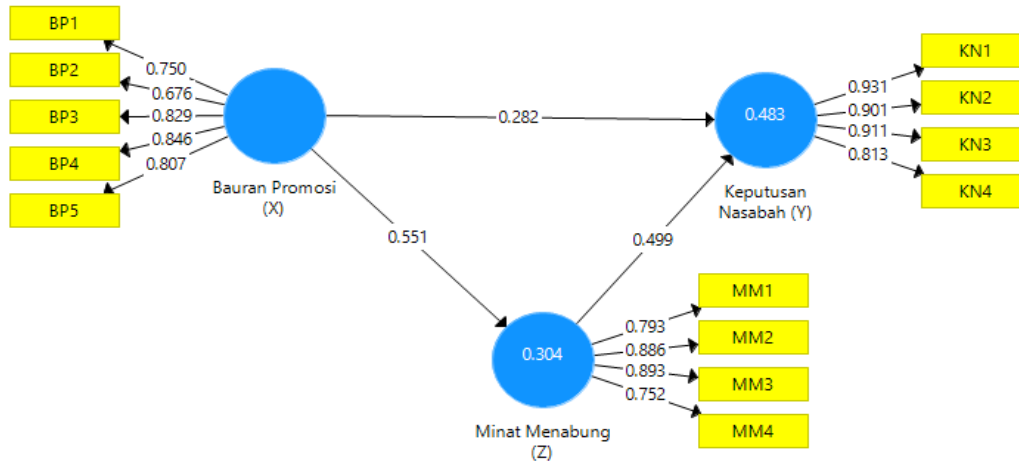 BP1
BP2
BP3
BP4
BP5
0.750
0.676
0.829
0.846
0.807
Bauran Promosi
(X)
0.282
0.551
0.499
0.483
Keputusan
Nasabah (Y)
0.931
0.901
0.911
0.813
KN1
KN2
KN3
KN4
0.304
Minat Menabung
(Z)
0.793
0.886
0.893
0.752
MM1
MM2
MM3
MM4